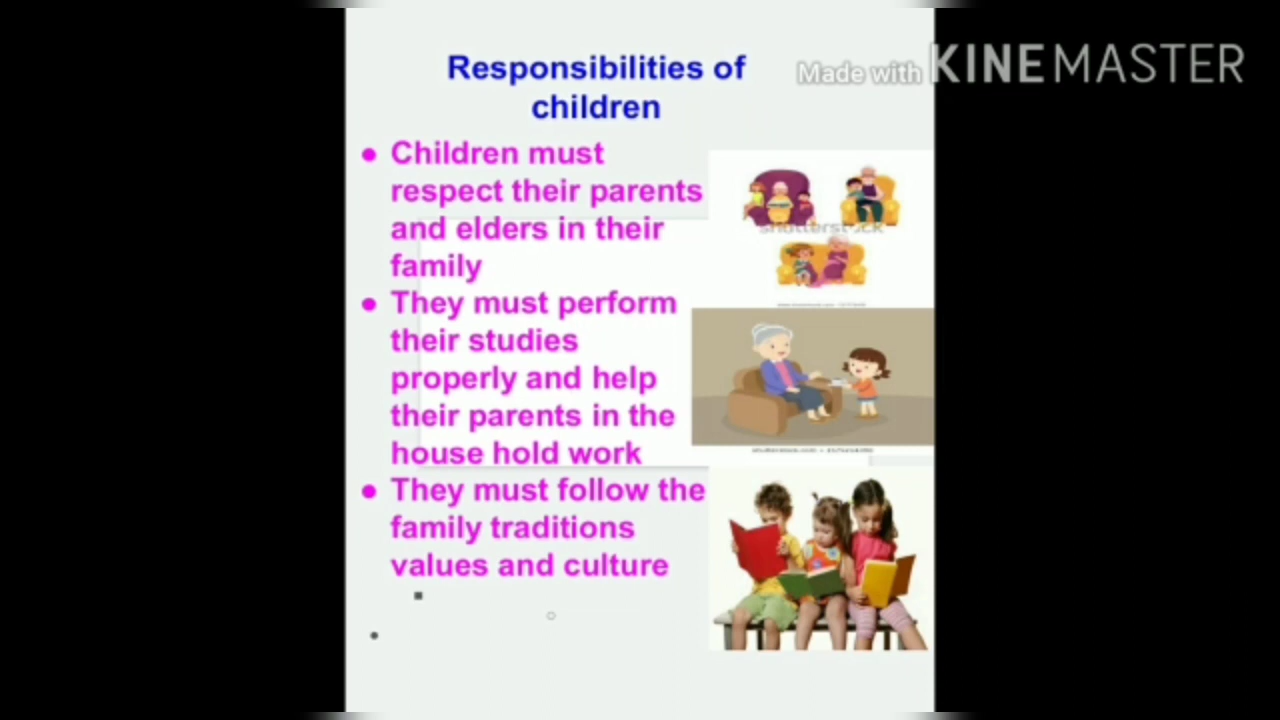 Responsibilities of
children
Made with KINEMASTER
● Children must
respect their parents
and elders in their
family
● They must perform
their studies
properly and help
their parents in the
house hold work
● They must follow the
family traditions
values and culture
shutterstock